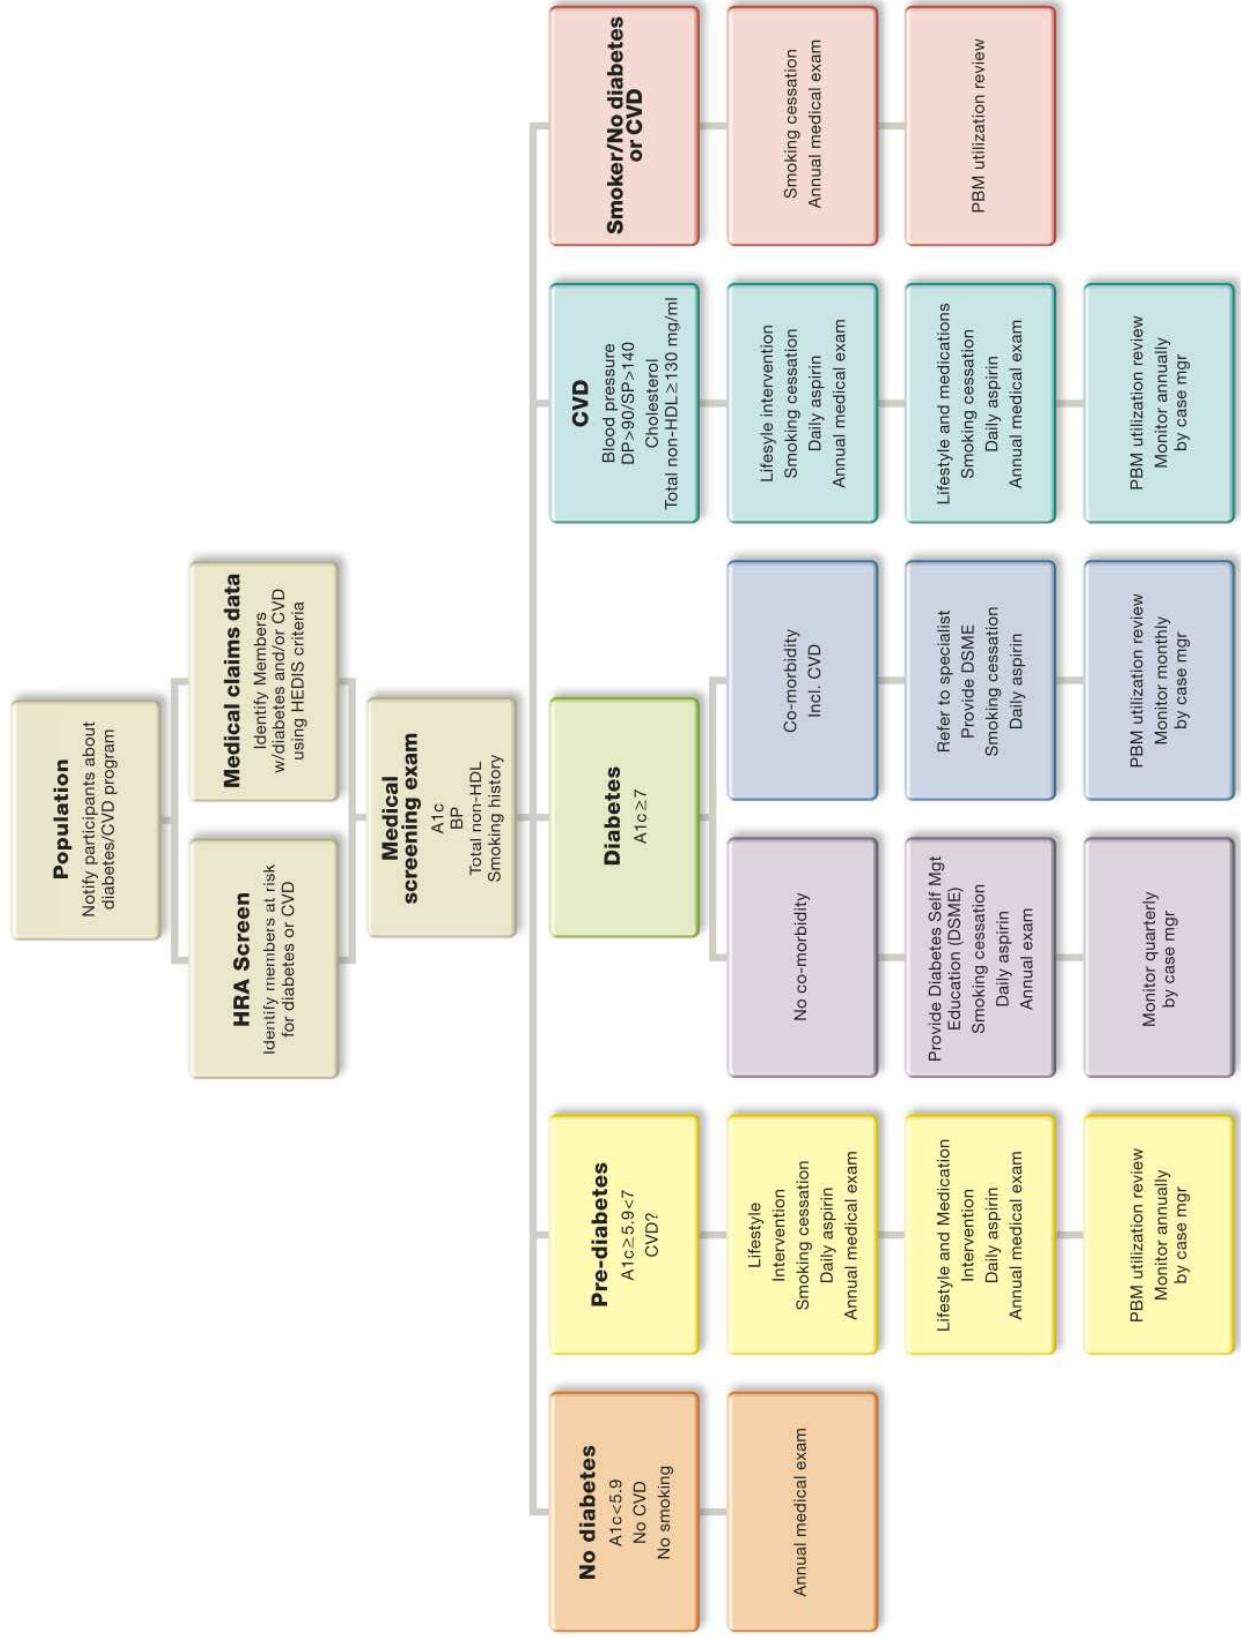 Population
Notify participants about
diabetes/CVD program
HRA Screen
Identify members at risk
for diabetes or CVD
Medical claims data
Identify Members
w/diabetes and/or CVD
using HEDIS criteria
Medical
screening exam
A1c
BP
Total non-HDL
Smoking history
No diabetes
A1c<5.9
No CVD
No smoking
Annual medical exam
Pre-diabetes
A1c≥5.9<7
CVD?
Lifestyle
Intervention
Smoking cessation
Daily aspirin
Annual medical exam
Lifestyle and Medication
Intervention
Daily aspirin
Annual medical exam
PBM utilization review
Monitor annually
by case mgr
Diabetes
A1c≥7
No co-morbidity
Provide Diabetes Self Mgt
Education (DSME)
Smoking cessation
Daily aspirin
Annual exam
Monitor quarterly
by case mgr
Co-morbidity
Incl. CVD
Refer to specialist
Provide DSME
Smoking cessation
Daily aspirin
PBM utilization review
Monitor monthly
by case mgr
CVD
Blood pressure
DP>90/SP>140
Cholesterol
Total non-HDL≥130 mg/ml
Lifesyle intervention
Smoking cessation
Daily aspirin
Annual medical exam
Lifestyle and medications
Smoking cessation
Daily aspirin
Annual medical exam
PBM utilization review
Monitor annually
by case mgr
Smoker/No diabetes
or CVD
Smoking cessation
Annual medical exam
PBM utilization review